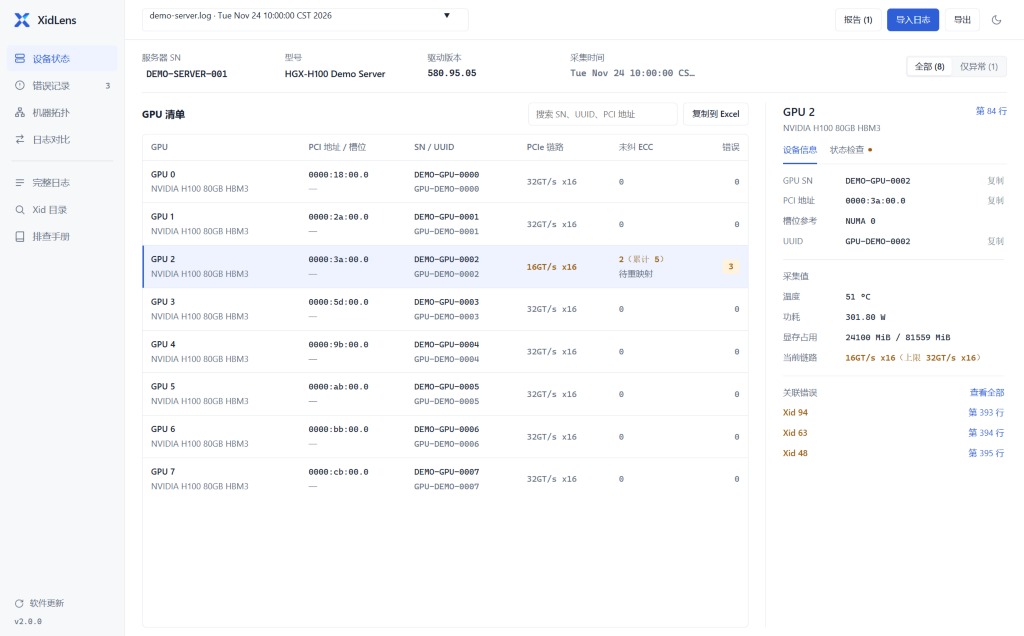 XidLens
demo-server.log · Tue Nov 24 10:00:00 CST 2026
报告 (1)
导入日志
导出
设备状态
错误记录 3
机器拓扑
日志对比
完整日志
Xid 目录
排查手册
软件更新
v2.0.0
服务器 SN
DEMO-SERVER-001
型号
HGX-H100 Demo Server
驱动版本
580.95.05
采集时间
Tue Nov 24 10:00:00 CS…
全部 (8)
仅异常 (1)
GPU 清单
搜索 SN、UUID、PCI 地址
复制到 Excel
GPU PCI 地址 / 槽位 SN / UUID PCIe 链路 未纠 ECC 错误
GPU 0 0000:18:00.0 DEMO-GPU-0000 32GT/s x16 0 0
NVIDIA H100 80GB HBM3 — GPU-DEMO-0000
GPU 1 0000:2a:00.0 DEMO-GPU-0001 32GT/s x16 0 0
NVIDIA H100 80GB HBM3 — GPU-DEMO-0001
GPU 2 0000:3a:00.0 DEMO-GPU-0002 16GT/s x16 2（累计 5） 3
NVIDIA H100 80GB HBM3 — GPU-DEMO-0002 待重映射
GPU 3 0000:5d:00.0 DEMO-GPU-0003 32GT/s x16 0 0
NVIDIA H100 80GB HBM3 — GPU-DEMO-0003
GPU 4 0000:9b:00.0 DEMO-GPU-0004 32GT/s x16 0 0
NVIDIA H100 80GB HBM3 — GPU-DEMO-0004
GPU 5 0000:ab:00.0 DEMO-GPU-0005 32GT/s x16 0 0
NVIDIA H100 80GB HBM3 — GPU-DEMO-0005
GPU 6 0000:bb:00.0 DEMO-GPU-0006 32GT/s x16 0 0
NVIDIA H100 80GB HBM3 — GPU-DEMO-0006
GPU 7 0000:cb:00.0 DEMO-GPU-0007 32GT/s x16 0 0
NVIDIA H100 80GB HBM3 — GPU-DEMO-0007
GPU 2 第 84 行
NVIDIA H100 80GB HBM3
设备信息 状态检查
GPU SN DEMO-GPU-0002 复制
PCI 地址 0000:3a:00.0 复制
槽位参考 NUMA 0
UUID GPU-DEMO-0002 复制
采集值
温度 51 °C
功耗 301.80 W
显存占用 24100 MiB / 81559 MiB
当前链路 16GT/s x16（上限 32GT/s x16）
关联错误 查看全部
Xid 94 第 393 行
Xid 63 第 394 行
Xid 48 第 395 行